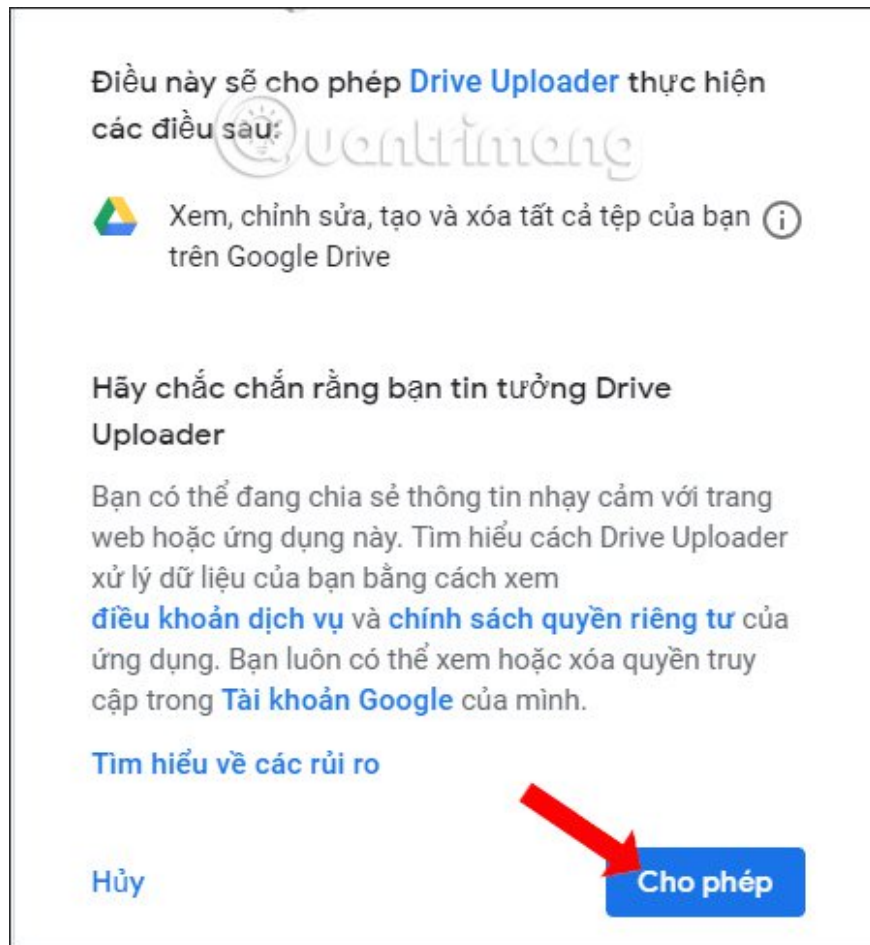 Điều này sẽ cho phép Drive Uploader thực hiện
các điều sau:
Quantrimang
Xem, chỉnh sửa, tạo và xóa tất cả tệp của bạn
trên Google Drive
Hãy chắc chắn rằng bạn tin tưởng Drive
Uploader
Bạn có thể đang chia sẻ thông tin nhạy cảm với trang
web hoặc ứng dụng này. Tìm hiểu cách Drive Uploader
xử lý dữ liệu của bạn bằng cách xem
điều khoản dịch vụ và chính sách quyền riêng tư của
ứng dụng. Bạn luôn có thể xem hoặc xóa quyền truy
cập trong Tài khoản Google của mình.
Tìm hiểu về các rủi ro
Hủy
Cho phép